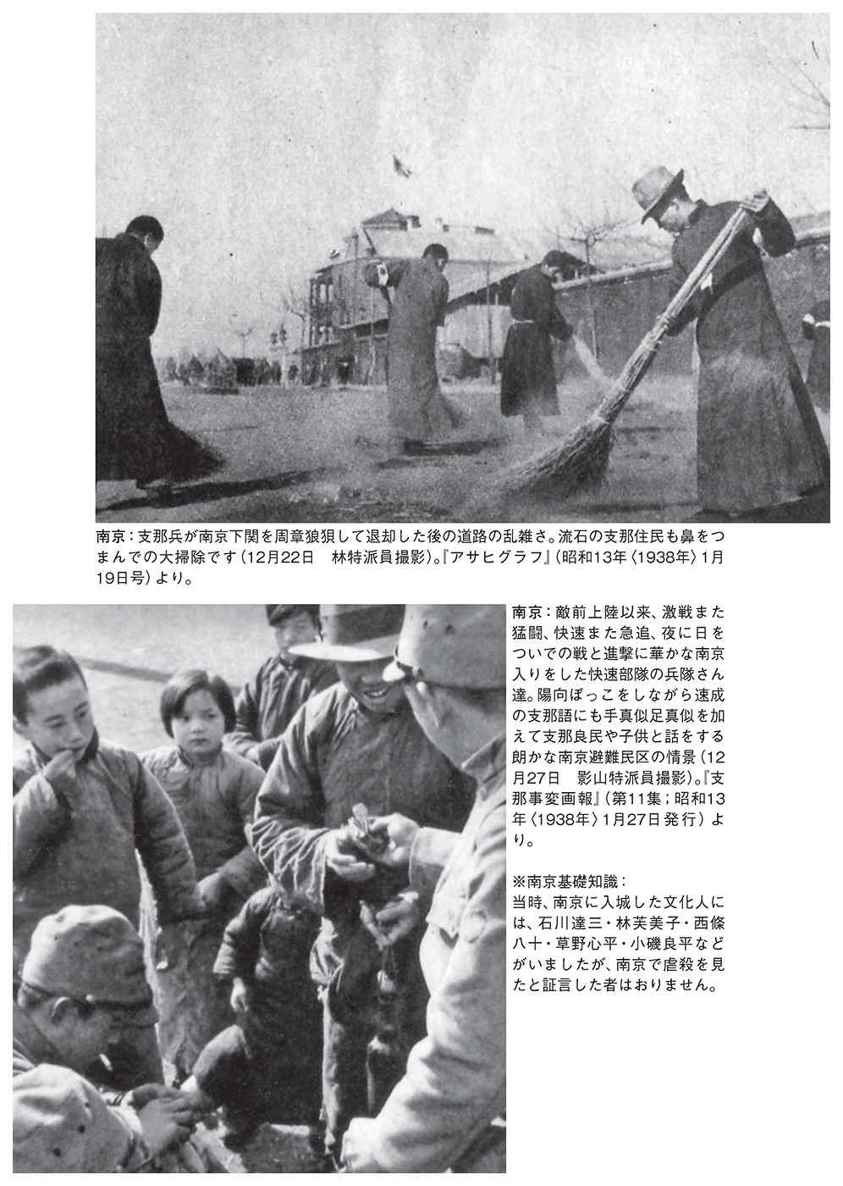 南京：支那兵が南京下関を周章狼狽して退却した後の道路の乱雑さ。流石の支那住民も鼻をつ
まんでの大掃除です（12月22日　林特派員撮影）。『アサヒグラフ』（昭和13年〈1938年〉1月
19日号）より。
南京：敵前上陸以来、激戦また
猛闘、快速また急追、夜に日を
ついでの戦と進撃に華かな南京
入りをした快速部隊の兵隊さん
達。陽向ぼっこをしながら速成
の支那語にも手真似足真似を加
えて支那良民や子供と話をする
朗かな南京避難民区の情景（12
月27日　影山特派員撮影）。『支
那事変画報』（第11集；昭和13
年〈1938年〉1月27日発行）よ
り。
※南京基礎知識：
当時、南京に入城した文化人に
は、石川達三・林芙美子・西條
八十・草野心平・小磯良平など
がいましたが、南京で虐殺を見
たと証言した者はおりません。